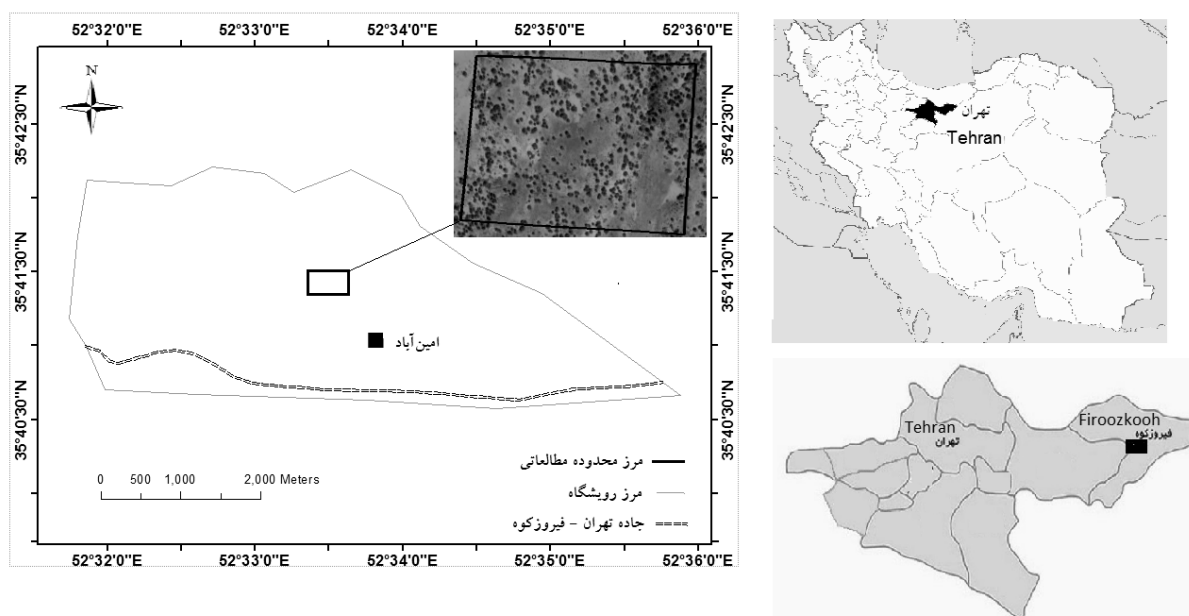 52°32'0"E 52°33'0"E 52°34'0"E 52°35'0"E 52°36'0"E
N
35°42'30"N
35°42'30"N
35°41'30"N
35°41'30"N
35°40'30"N
35°40'30"N
امین‌آباد
مرز محدوده مطالعاتی
مرز رویشگاه
جاده تهران - فیروزکوه
0 500 1,000 2,000 Meters
52°32'0"E 52°33'0"E 52°34'0"E 52°35'0"E 52°36'0"E
تهران
Tehran
Tehran
تهران
Firoozkooh
فیروزکوه